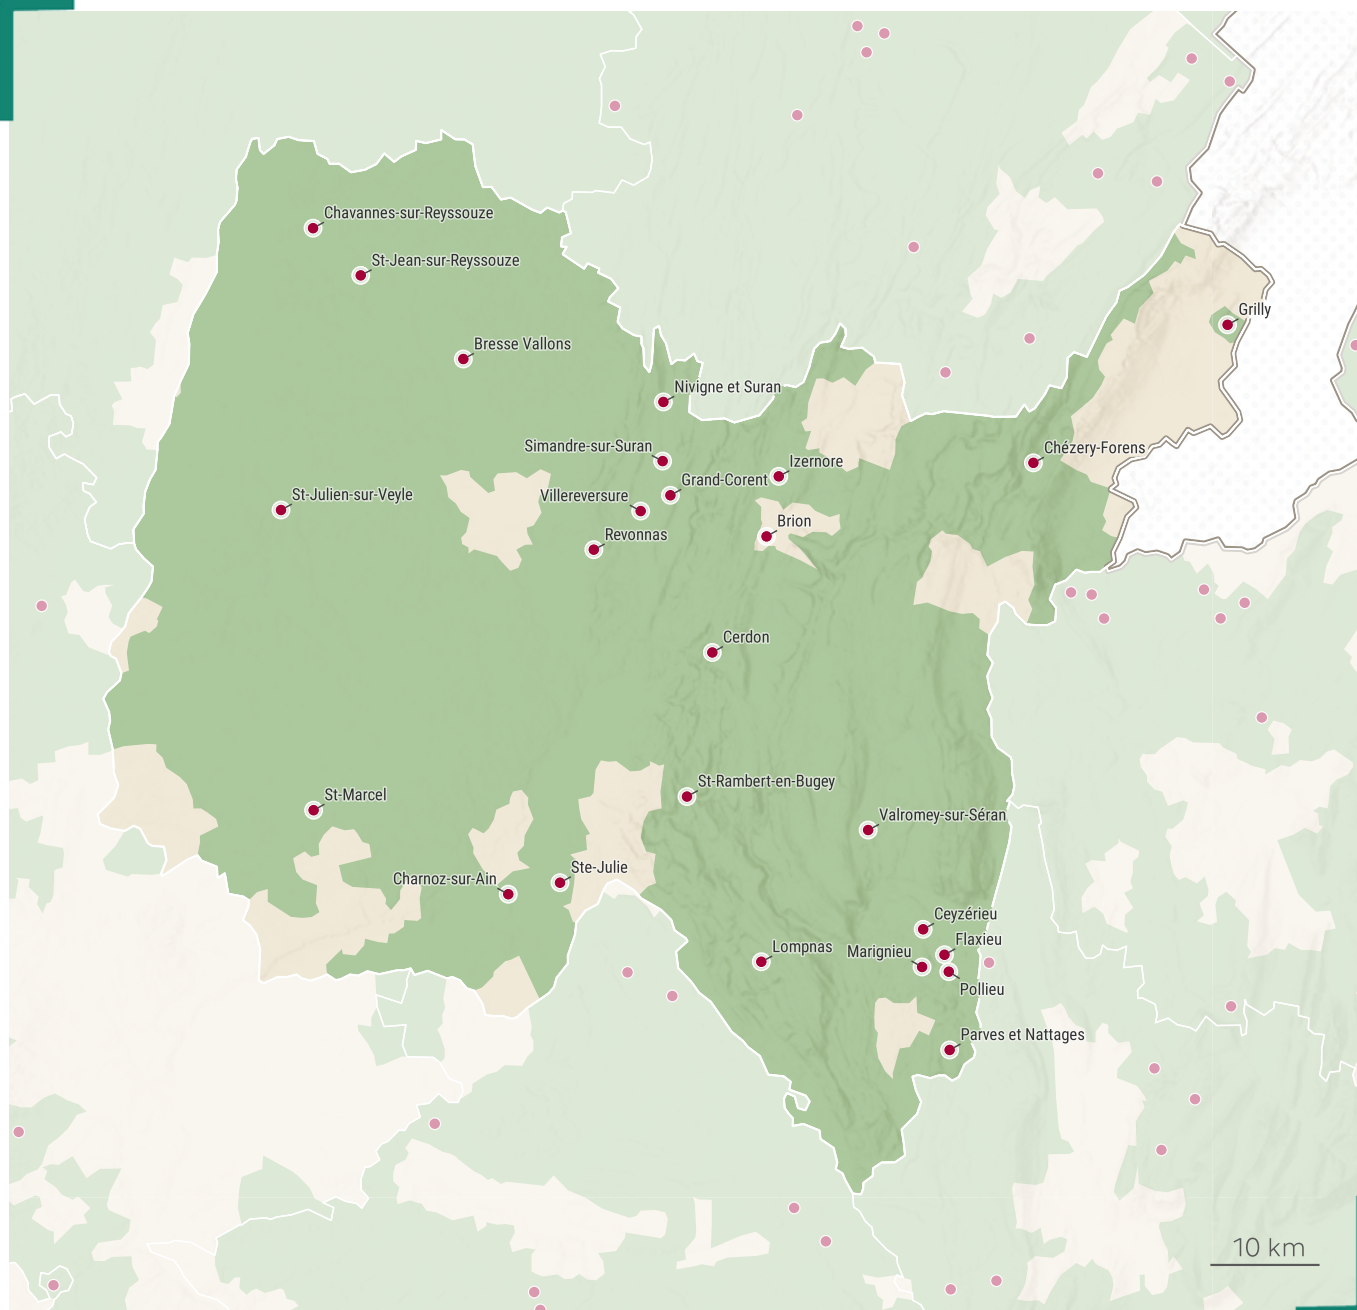 Chavannes-sur-Reyssouze
St-Jean-sur-Reyssouze
Grilly
Bresse Vallons
Nivigne et Suran
Simandre-sur-Suran
Chézery-Forens
Izernore
Grand-Corent
St-Julien-sur-Veyle
Villereversure
Brion
Revonnas
Cerdon
St-Rambert-en-Bugey
St-Marcel
Valromey-sur-Séran
Ste-Julie
Charnoz-sur-Ain
Ceyzérieu
Flaxieu
Lompnas
Marignieu
Pollieu
Parves et Nattages
10 km